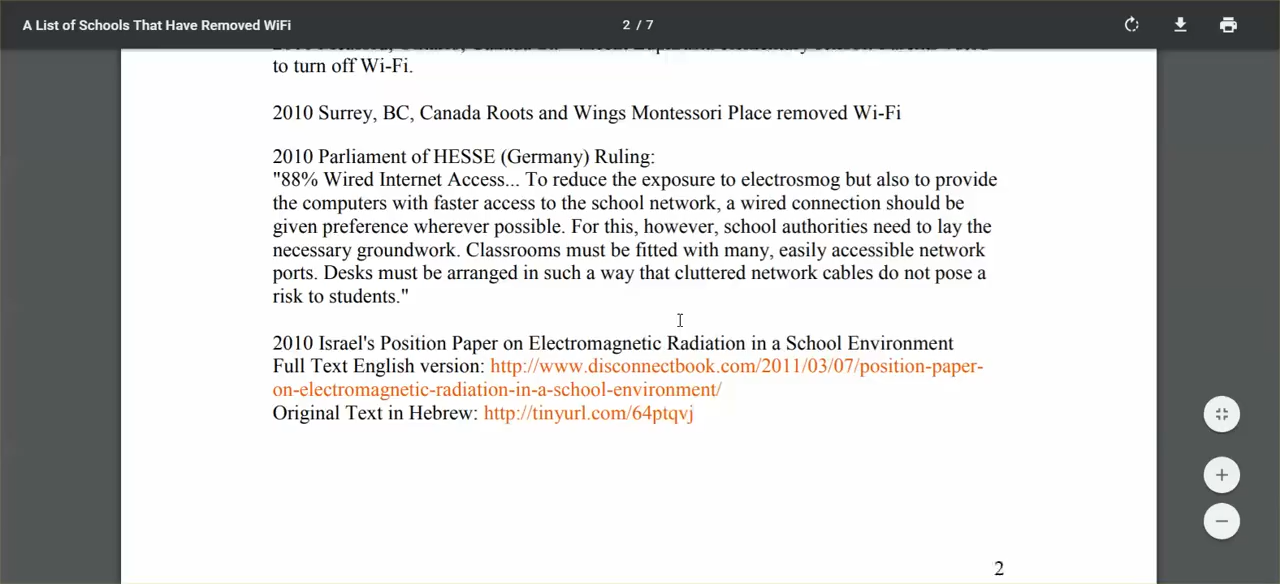 A List of Schools That Have Removed WiFi
2 / 7
to turn off Wi-Fi.
2010 Surrey, BC, Canada Roots and Wings Montessori Place removed Wi-Fi
2010 Parliament of HESSE (Germany) Ruling:
"88% Wired Internet Access... To reduce the exposure to electrosmog but also to provide
the computers with faster access to the school network, a wired connection should be
given preference wherever possible. For this, however, school authorities need to lay the
necessary groundwork. Classrooms must be fitted with many, easily accessible network
ports. Desks must be arranged in such a way that cluttered network cables do not pose a
risk to students."
2010 Israel's Position Paper on Electromagnetic Radiation in a School Environment
Full Text English version: http://www.disconnectbook.com/2011/03/07/position-paper-
on-electromagnetic-radiation-in-a-school-environment/
Original Text in Hebrew: http://tinyurl.com/64ptqvj
2